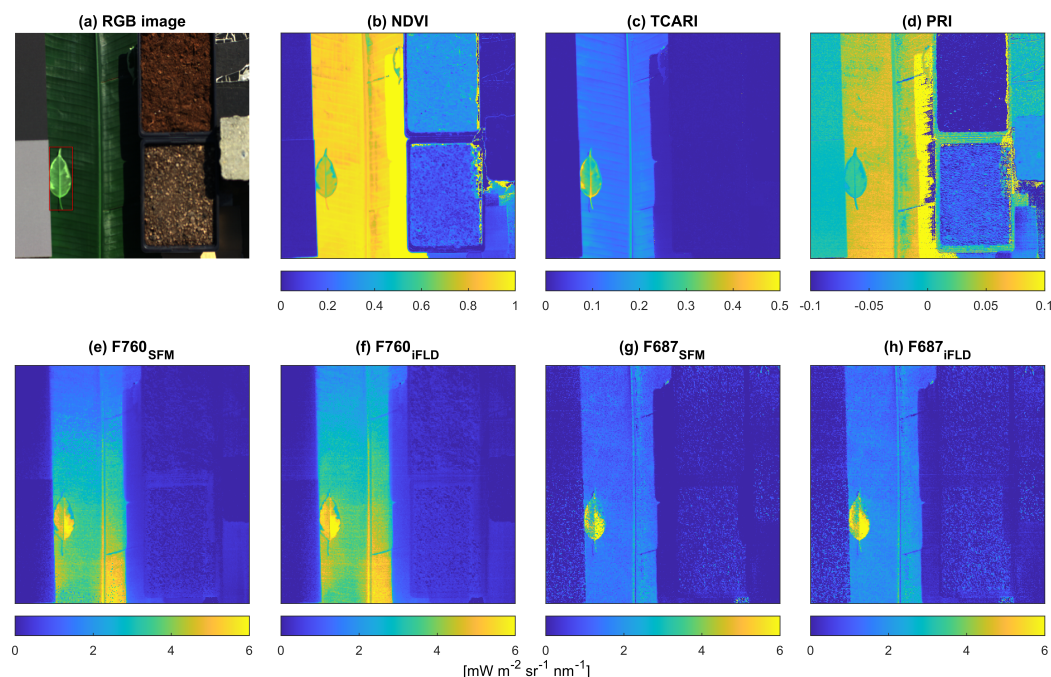 (a) RGB image
(b) NDVI
(c) TCARI
(d) PRI
0 0.2 0.4 0.6 0.8 1
0 0.1 0.2 0.3 0.4 0.5
-0.1 -0.05 0 0.05 0.1
(e) F760SFM
(f) F760iFLD
(g) F687SFM
(h) F687iFLD
0 2 4 6
0 2 4 6
0 2 4 6
0 2 4 6
[mW m-2 sr-1 nm-1]